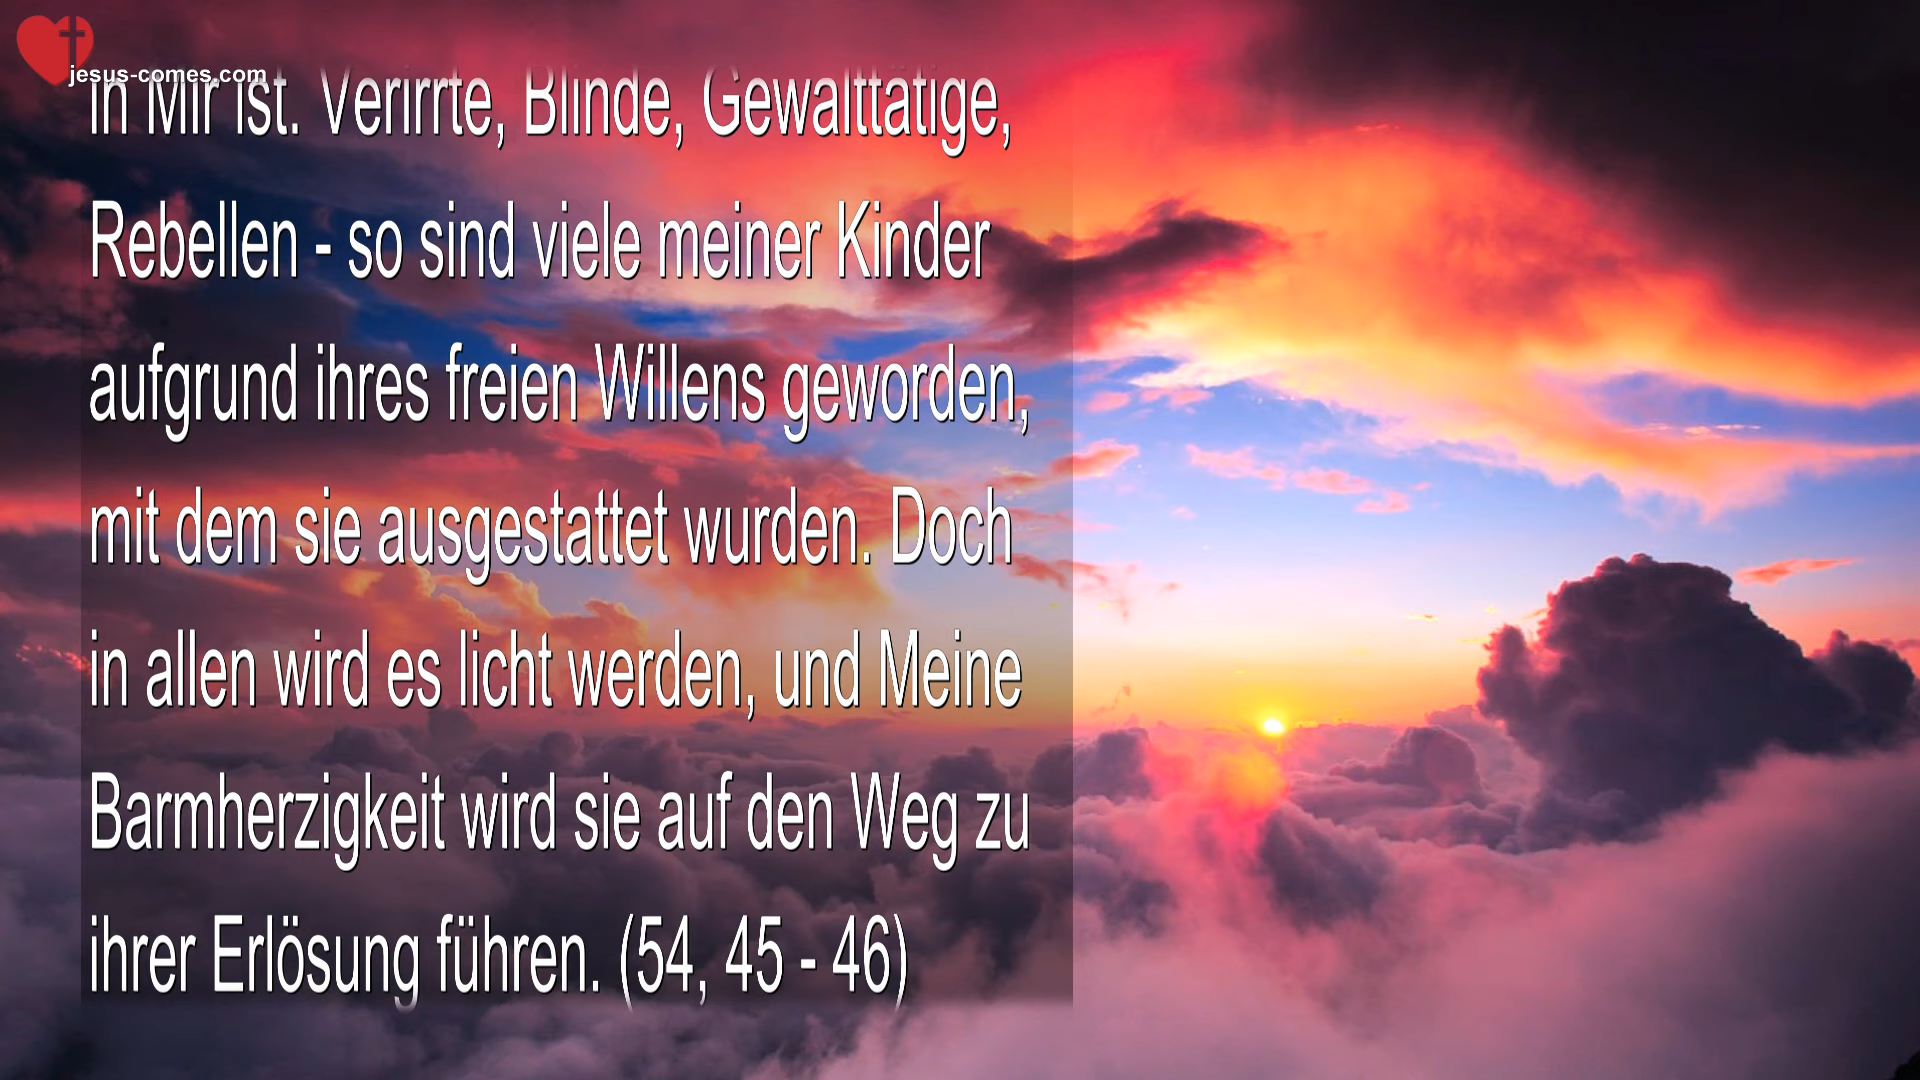 jesus-comes.com
in Mir ist. Verirrte, Blinde, Gewalttätige,
Rebellen - so sind viele meiner Kinder
aufgrund ihres freien Willens geworden,
mit dem sie ausgestattet wurden. Doch
in allen wird es licht werden, und Meine
Barmherzigkeit wird sie auf den Weg zu
ihrer Erlösung führen. (54, 45 - 46)